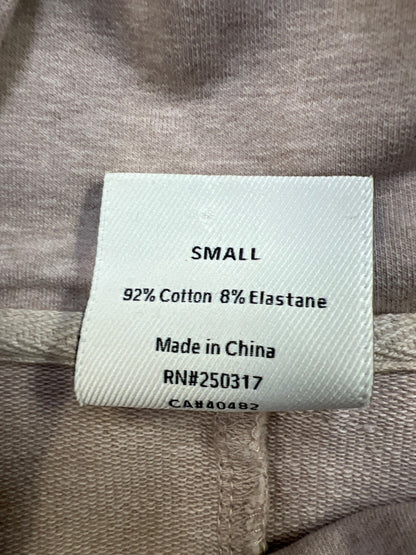 SMALL
92% Cotton 8% Elastane
Made in China
RN#250317
CA#40482